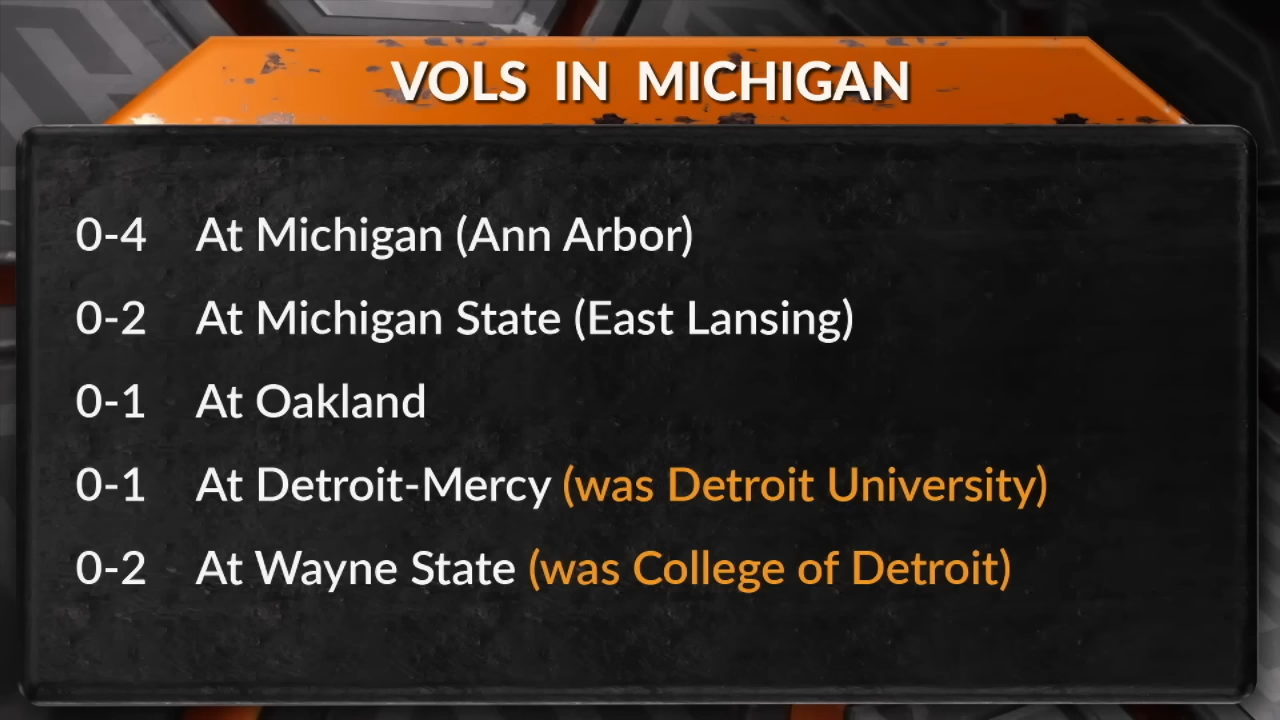 VOLS IN MICHIGAN
0-4 At Michigan (Ann Arbor)
0-2 At Michigan State (East Lansing)
0-1 At Oakland
0-1 At Detroit-Mercy (was Detroit University)
0-2 At Wayne State (was College of Detroit)